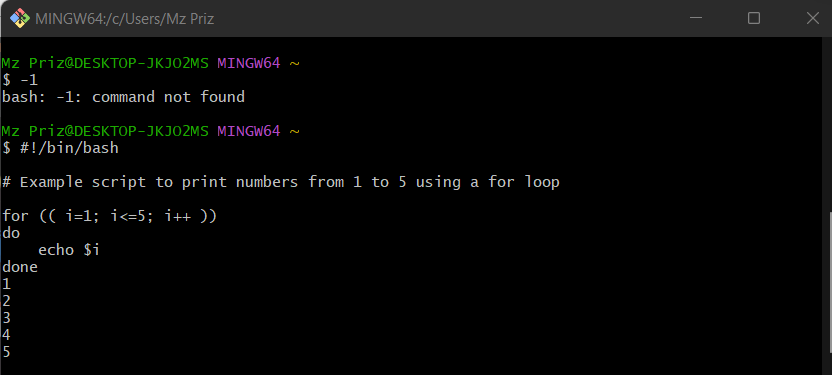 MINGW64:/c/Users/Mz Priz
Mz Priz@DESKTOP-JKJO2MS MINGW64 ~
$ -1
bash: -1: command not found
Mz Priz@DESKTOP-JKJO2MS MINGW64 ~
$ #!/bin/bash
# Example script to print numbers from 1 to 5 using a for loop
for (( i=1; i<=5; i++ ))
do
    echo $i
done
1
2
3
4
5